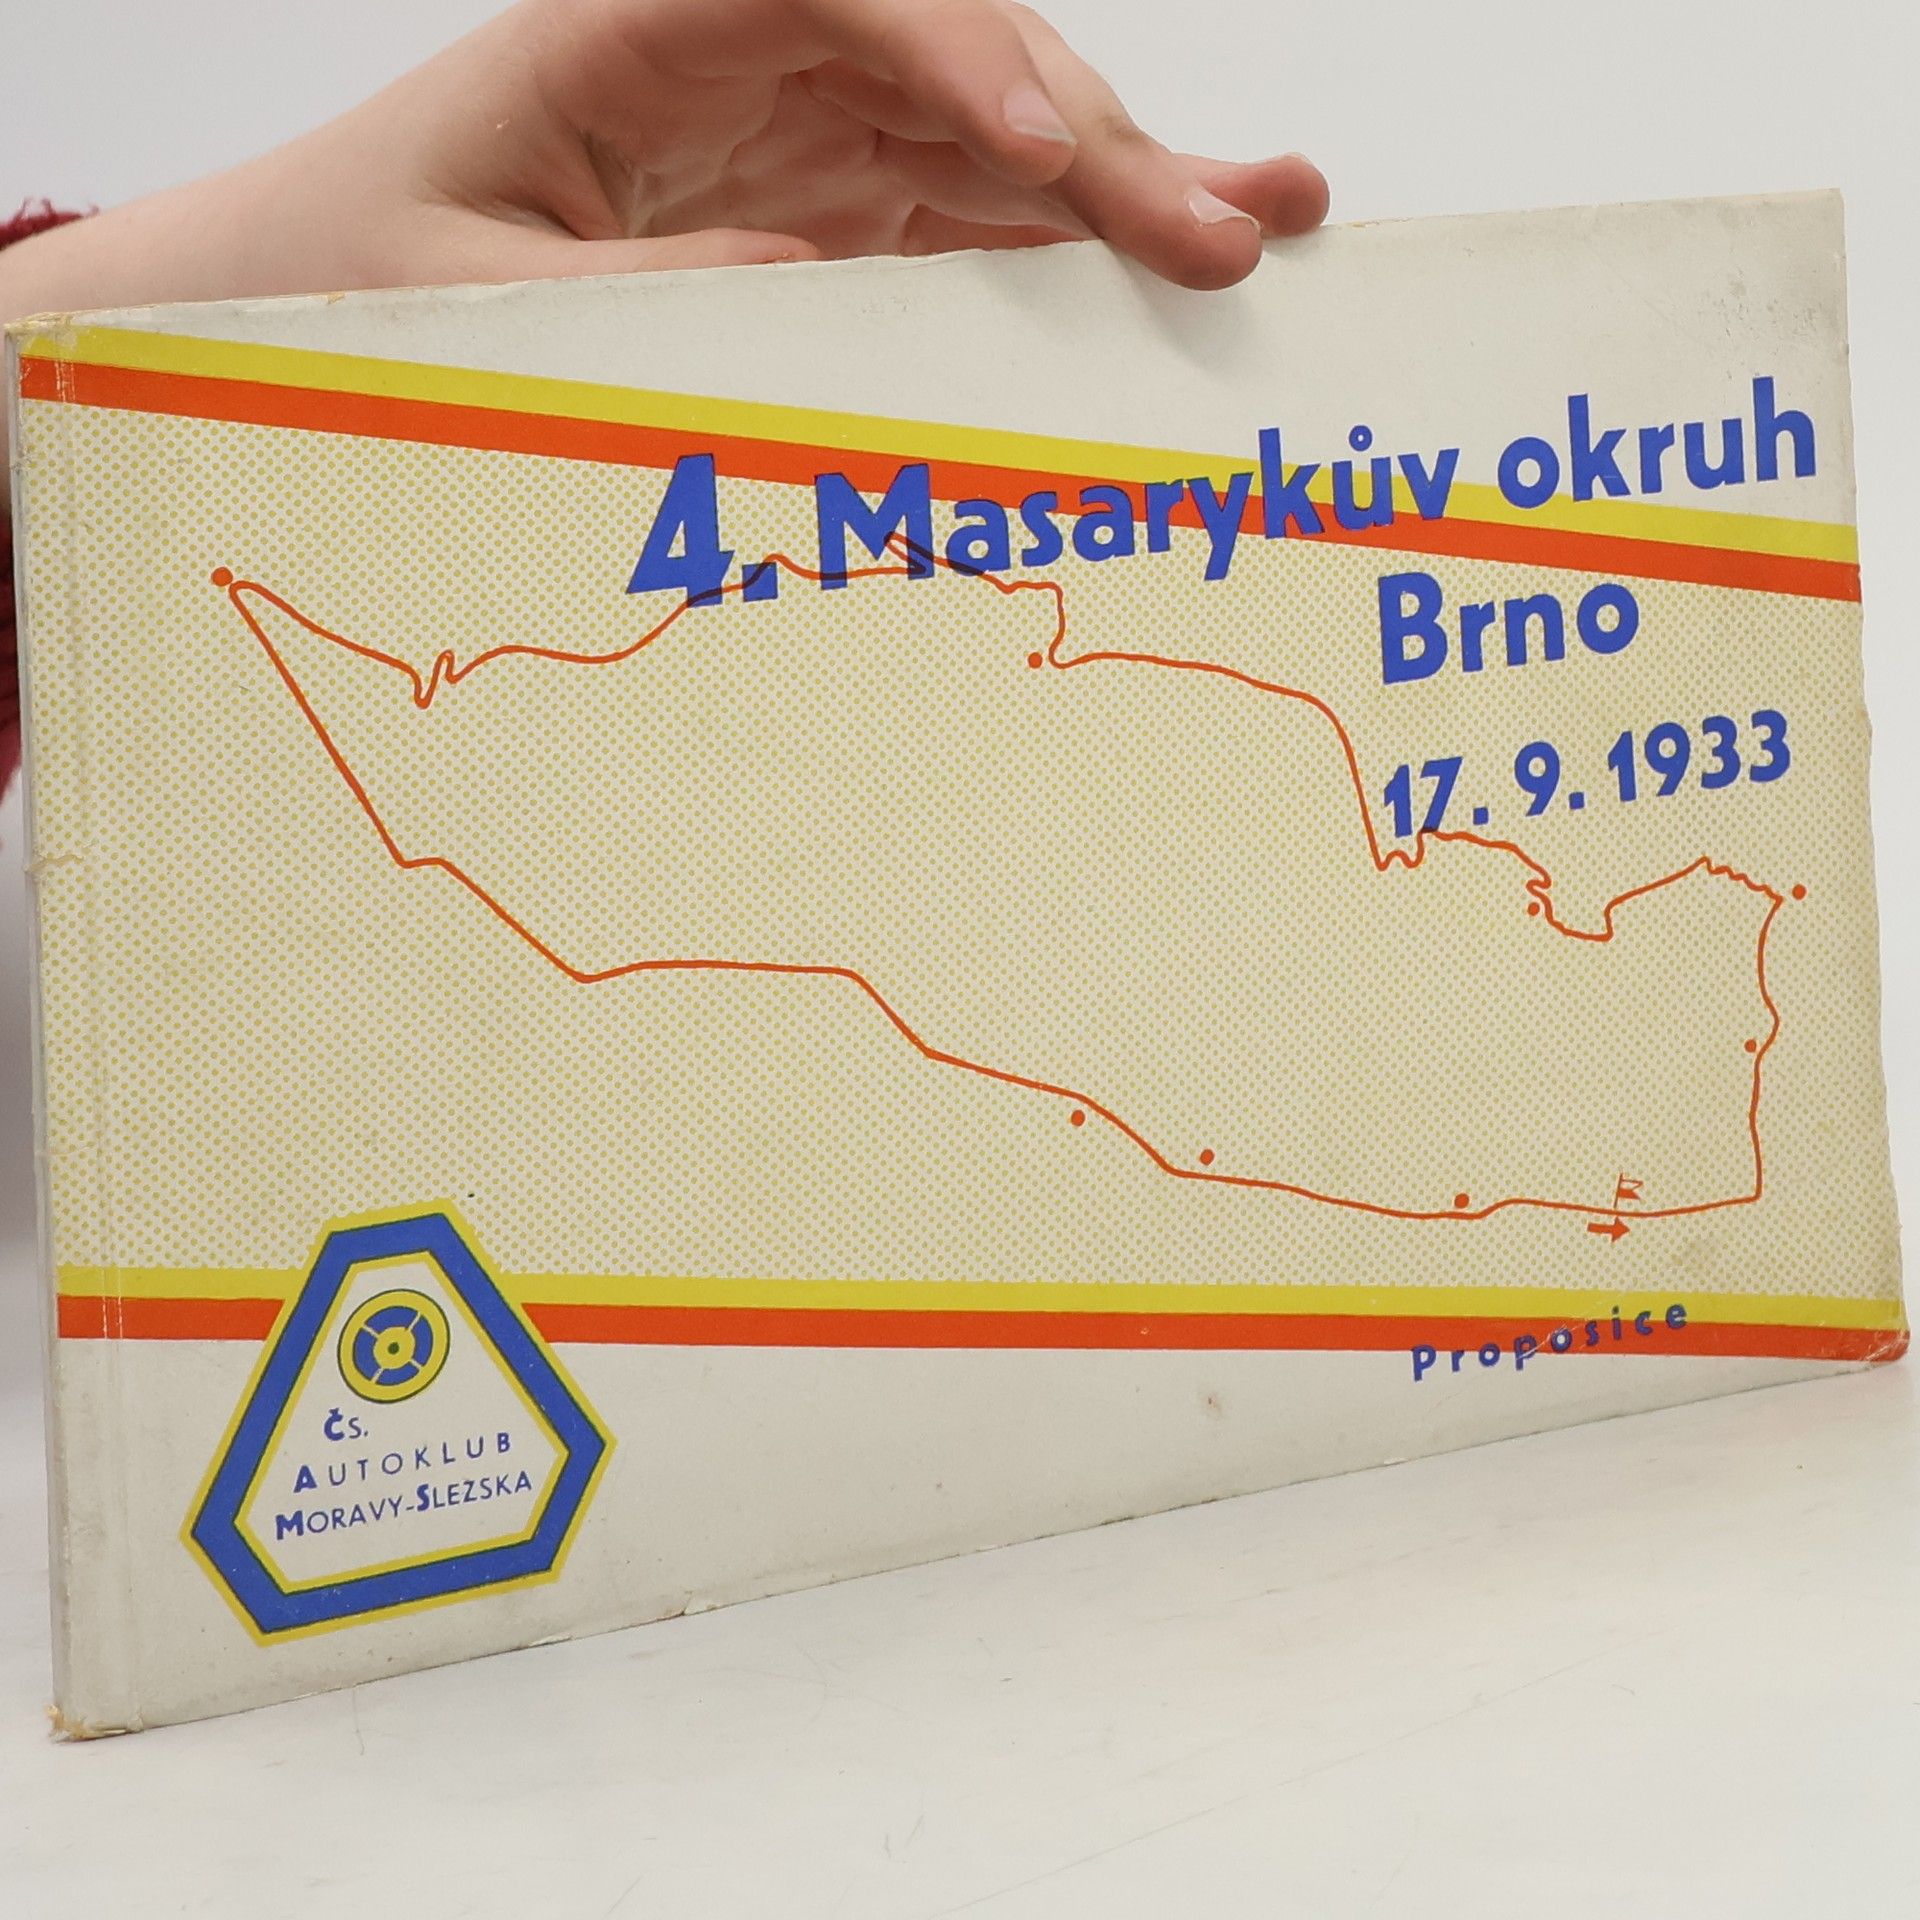 4. Masarykův okruh
Brno
17. 9. 1933
Proposice
Čs.
AUTOKLUB
MORAVY-SLEZSKA